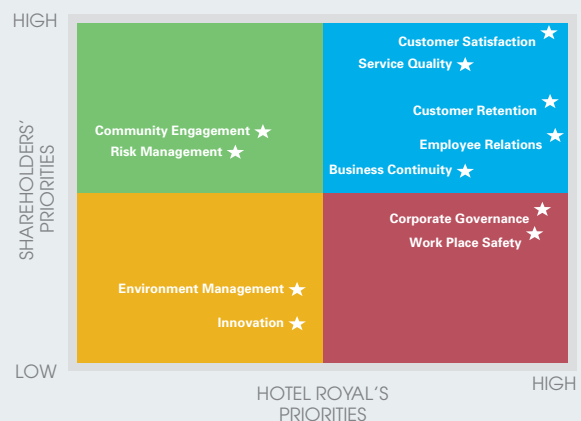 HIGH
Customer Satisfaction
Service Quality
Customer Retention
Community Engagement
Employee Relations
Risk Management
Business Continuity
SHAREHOLDERS'
PRIORITIES
Corporate Governance
Work Place Safety
Environment Management
Innovation
LOW
HIGH
HOTEL ROYAL'S
PRIORITIES